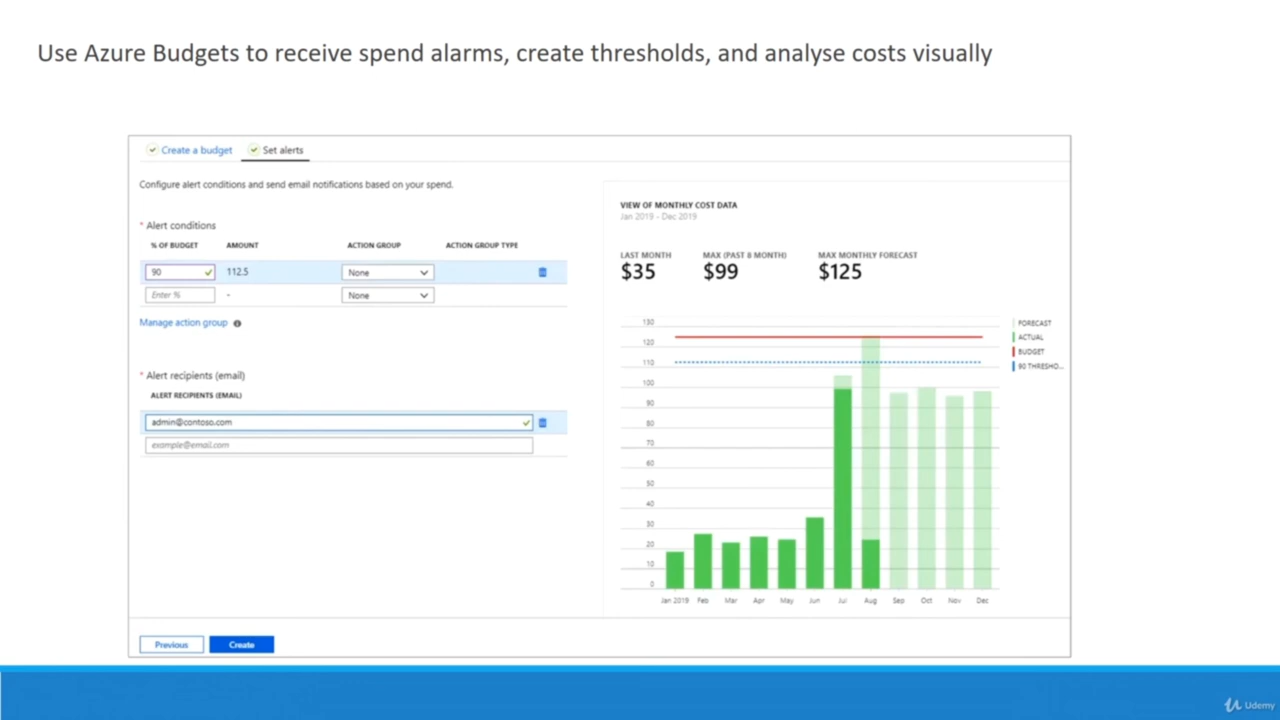 Use Azure Budgets to receive spend alarms, create thresholds, and analyse costs visually
Create a budget
Set alerts
Configure alert conditions and send email notifications based on your spend.
* Alert conditions
% OF BUDGET AMOUNT ACTION GROUP ACTION GROUP TYPE
90 112.5 None
Enter % - None
Manage action group
* Alert recipients (email)
ALERT RECIPIENTS (EMAIL)
admin@contoso.com
example@email.com
Previous
Create
VIEW OF MONTHLY COST DATA
Jan 2019 - Dec 2019
LAST MONTH MAX (PAST 8 MONTH) MAX MONTHLY FORECAST
$35 $99 $125
130
120
110
100
90
80
70
60
50
40
30
20
10
0
Jan 2019 Feb Mar Apr May Jun Jul Aug Sep Oct Nov Dec
FORECAST
ACTUAL
BUDGET
90 THRESHO...
Udemy